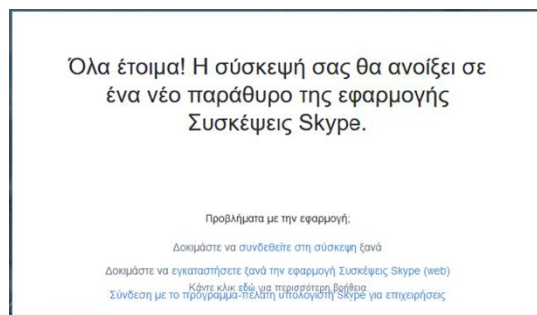 Όλα έτοιμα! Η σύσκεψή σας θα ανοίξει σε
ένα νέο παράθυρο της εφαρμογής
Συσκέψεις Skype.
Προβλήματα με την εφαρμογή;
Δοκιμάστε να συνδεθείτε στη σύσκεψη ξανά
Δοκιμάστε να εγκαταστήσετε ξανά την εφαρμογή Συσκέψεις Skype (web)
Κάντε κλικ εδώ για περισσότερη βοήθεια.
Σύνδεση με το πρόγραμμα-πελάτη υπολογιστή Skype για επιχειρήσεις